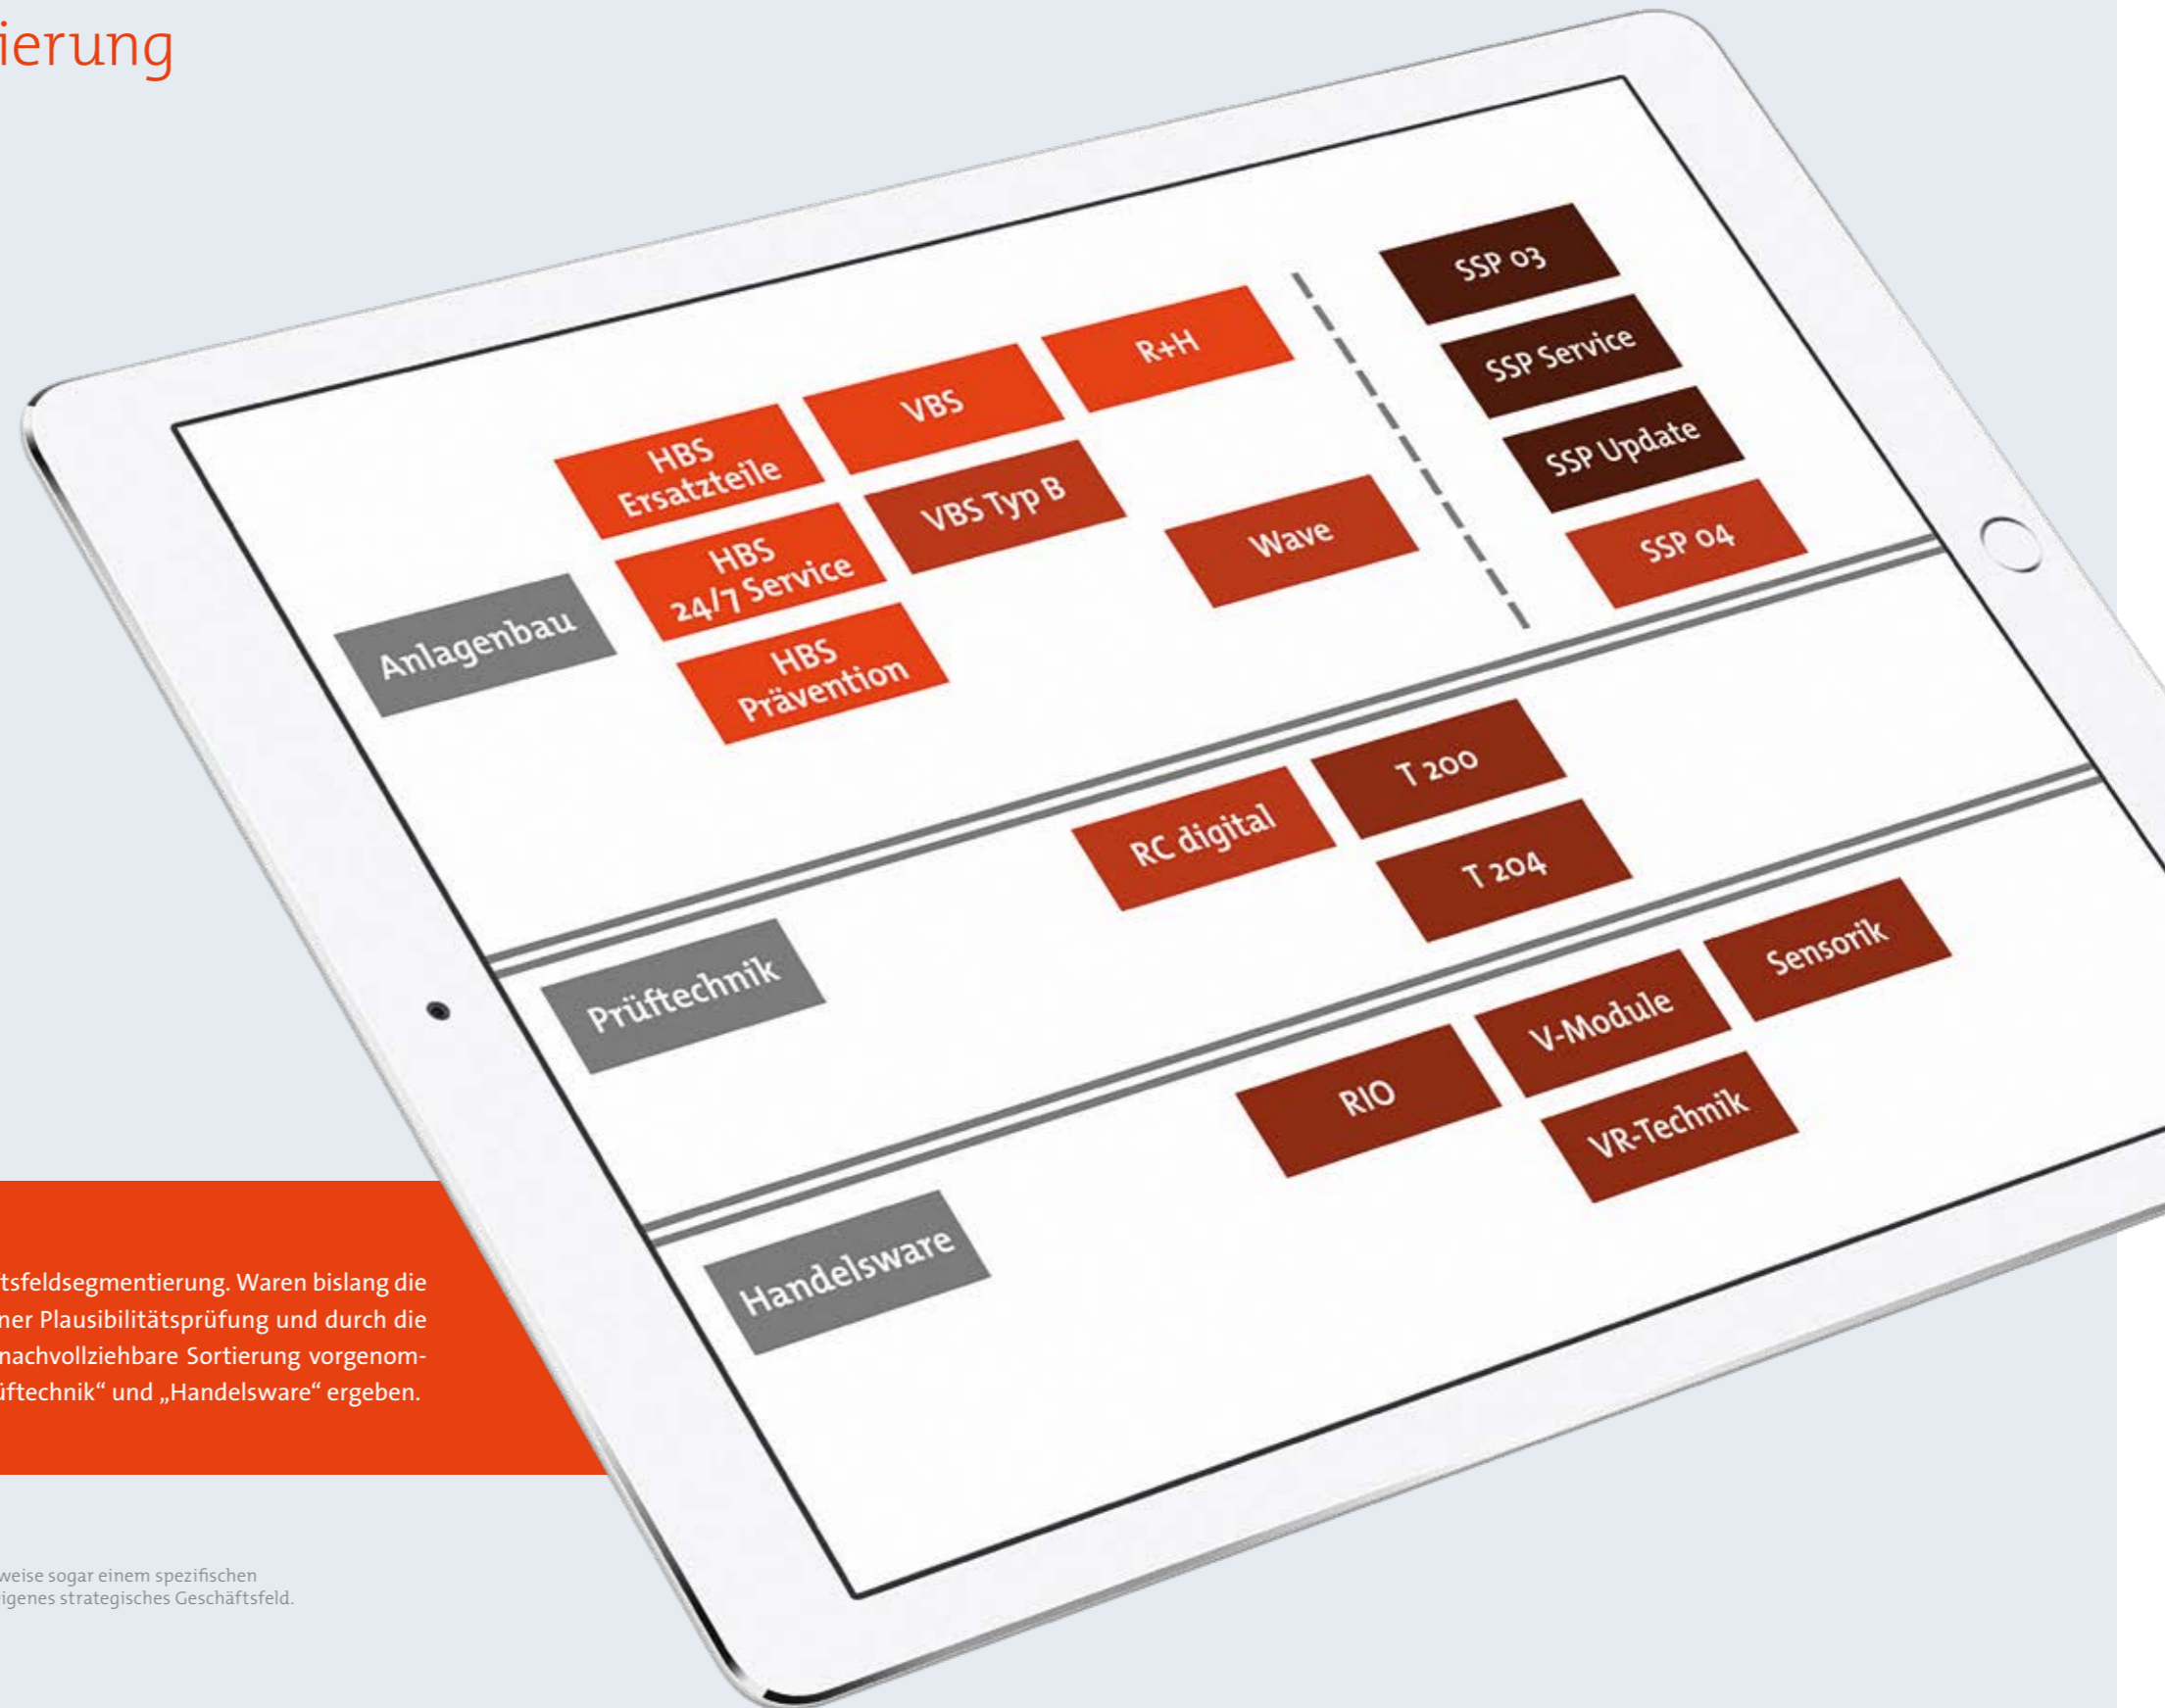 ierung
SSP 03
SSP Service
SSP Update
SSP 04
R+H
VBS
HBS
Ersatzteile
VBS Typ B
Wave
HBS
24/7 Service
HBS
Prävention
Anlagenbau
T 200
RC digital
T 204
Prüftechnik
Sensorik
V-Module
RIO
VR-Technik
Handelsware
tsfeldsegmentierung. Waren bislang die
ner Plausibilitätsprüfung und durch die
nachvollziehbare Sortierung vorgenom-
üftechnik“ und „Handelsware“ ergeben.
weise sogar einem spezifischen
eigenes strategisches Geschäftsfeld.